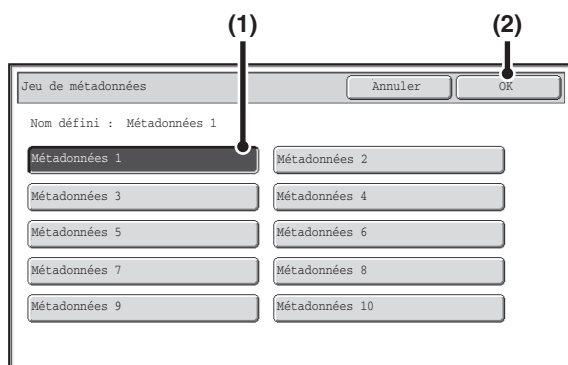 (1) (2)
Jeu de métadonnées Annuler OK
Nom défini : Métadonnées 1
Métadonnées 1 Métadonnées 2
Métadonnées 3 Métadonnées 4
Métadonnées 5 Métadonnées 6
Métadonnées 7 Métadonnées 8
Métadonnées 9 Métadonnées 10